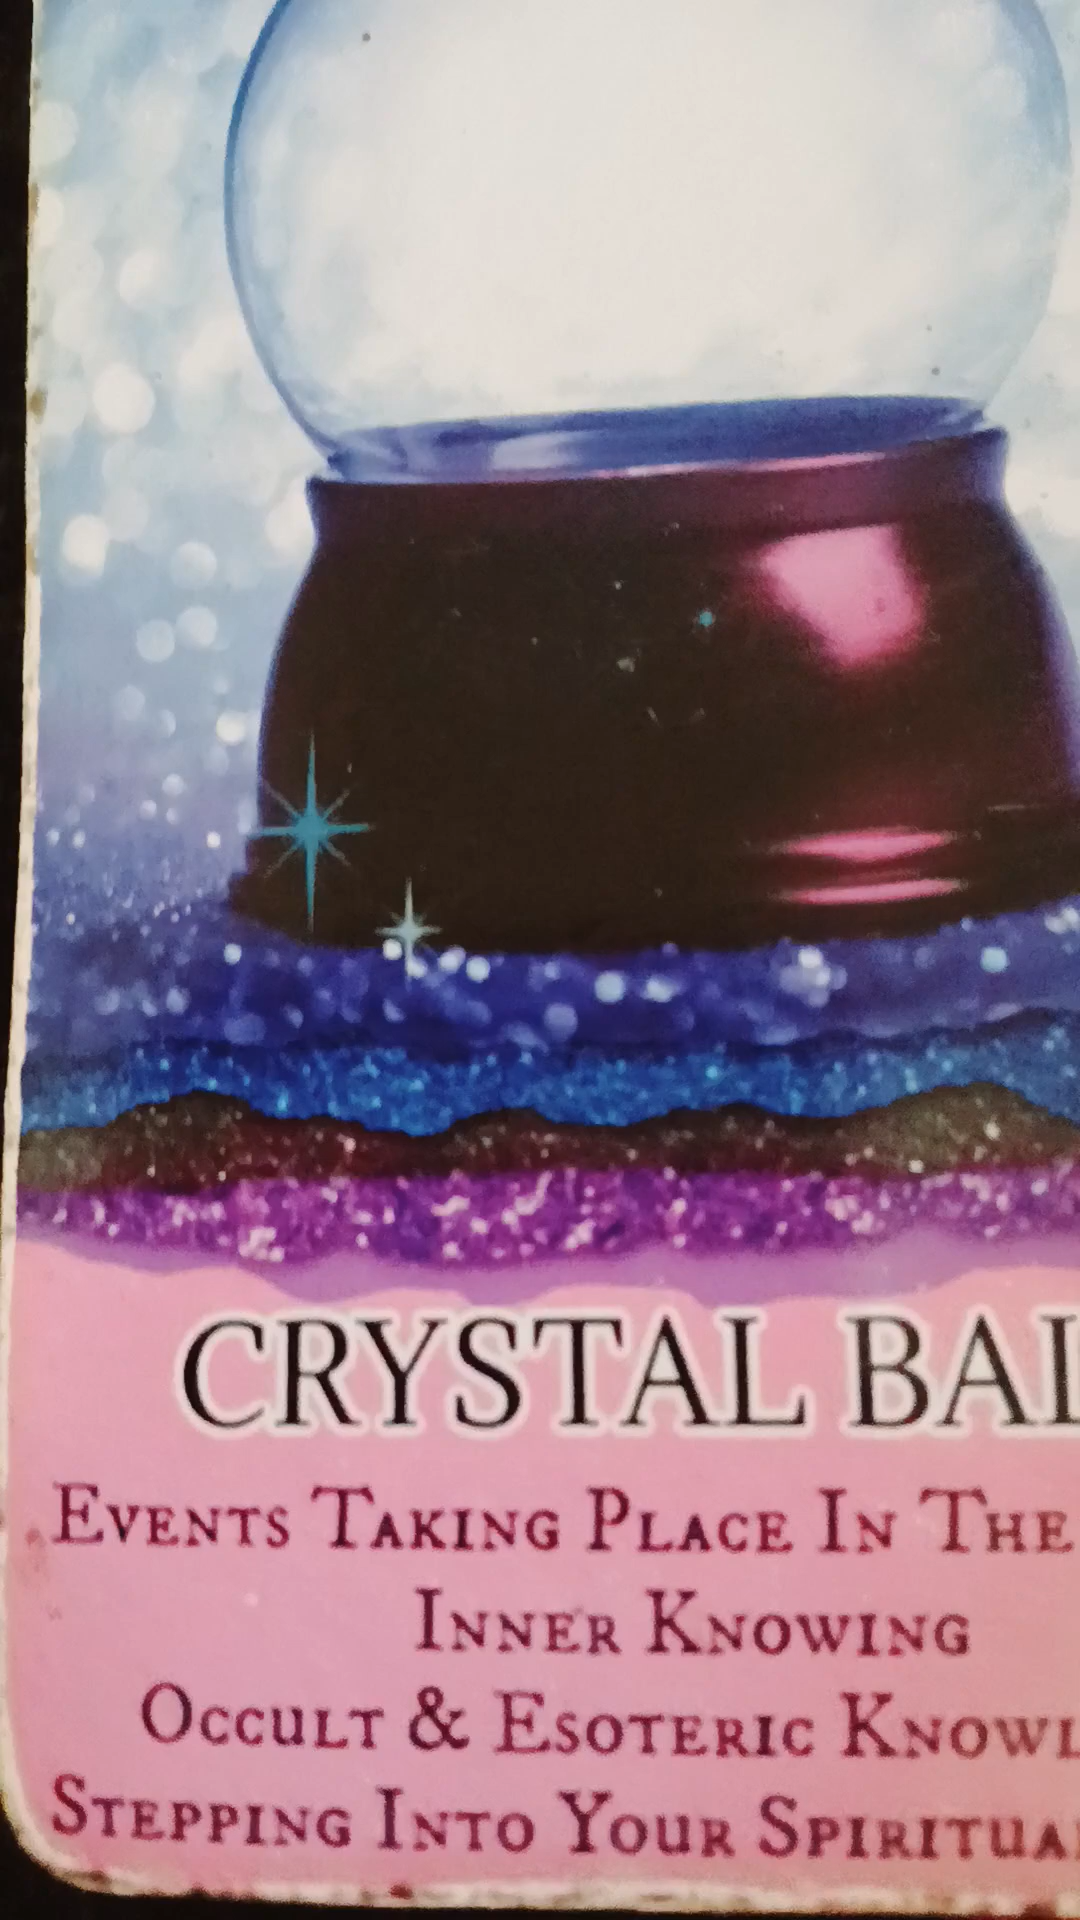 CRYSTAL BAL
EVENTS TAKING PLACE IN THE
INNER KNOWING
OCCULT & ESOTERIC KNOWL
STEPPING INTO YOUR SPIRITUA